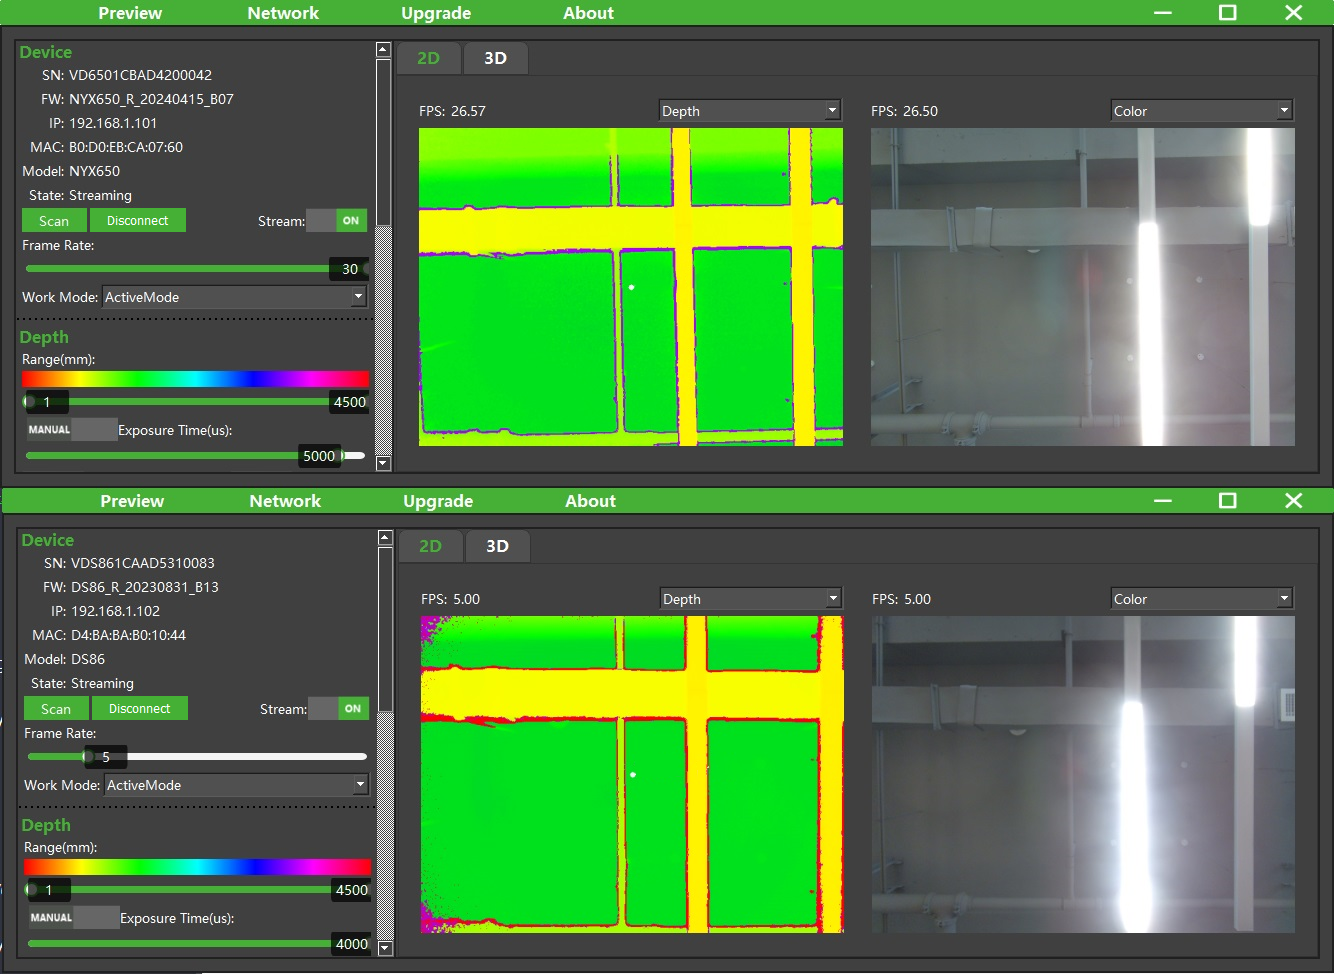 Preview Network Upgrade About
Device
SN: VD6501CBAD4200042
FW: NYX650_R_20240415_B07
IP: 192.168.1.101
MAC: B0:D0:EB:CA:07:60
Model: NYX650
State: Streaming
Scan Disconnect Stream: ON
Frame Rate:
30
Work Mode: ActiveMode
Depth
Range(mm):
1 4500
MANUAL Exposure Time(us):
5000
2D 3D
FPS: 26.57 Depth FPS: 26.50 Color
Preview Network Upgrade About
Device
SN: VDS861CAAD5310083
FW: DS86_R_20230831_B13
IP: 192.168.1.102
MAC: D4:BA:BA:B0:10:44
Model: DS86
State: Streaming
Scan Disconnect Stream: ON
Frame Rate:
5
Work Mode: ActiveMode
Depth
Range(mm):
1 4500
MANUAL Exposure Time(us):
4000
2D 3D
FPS: 5.00 Depth FPS: 5.00 Color